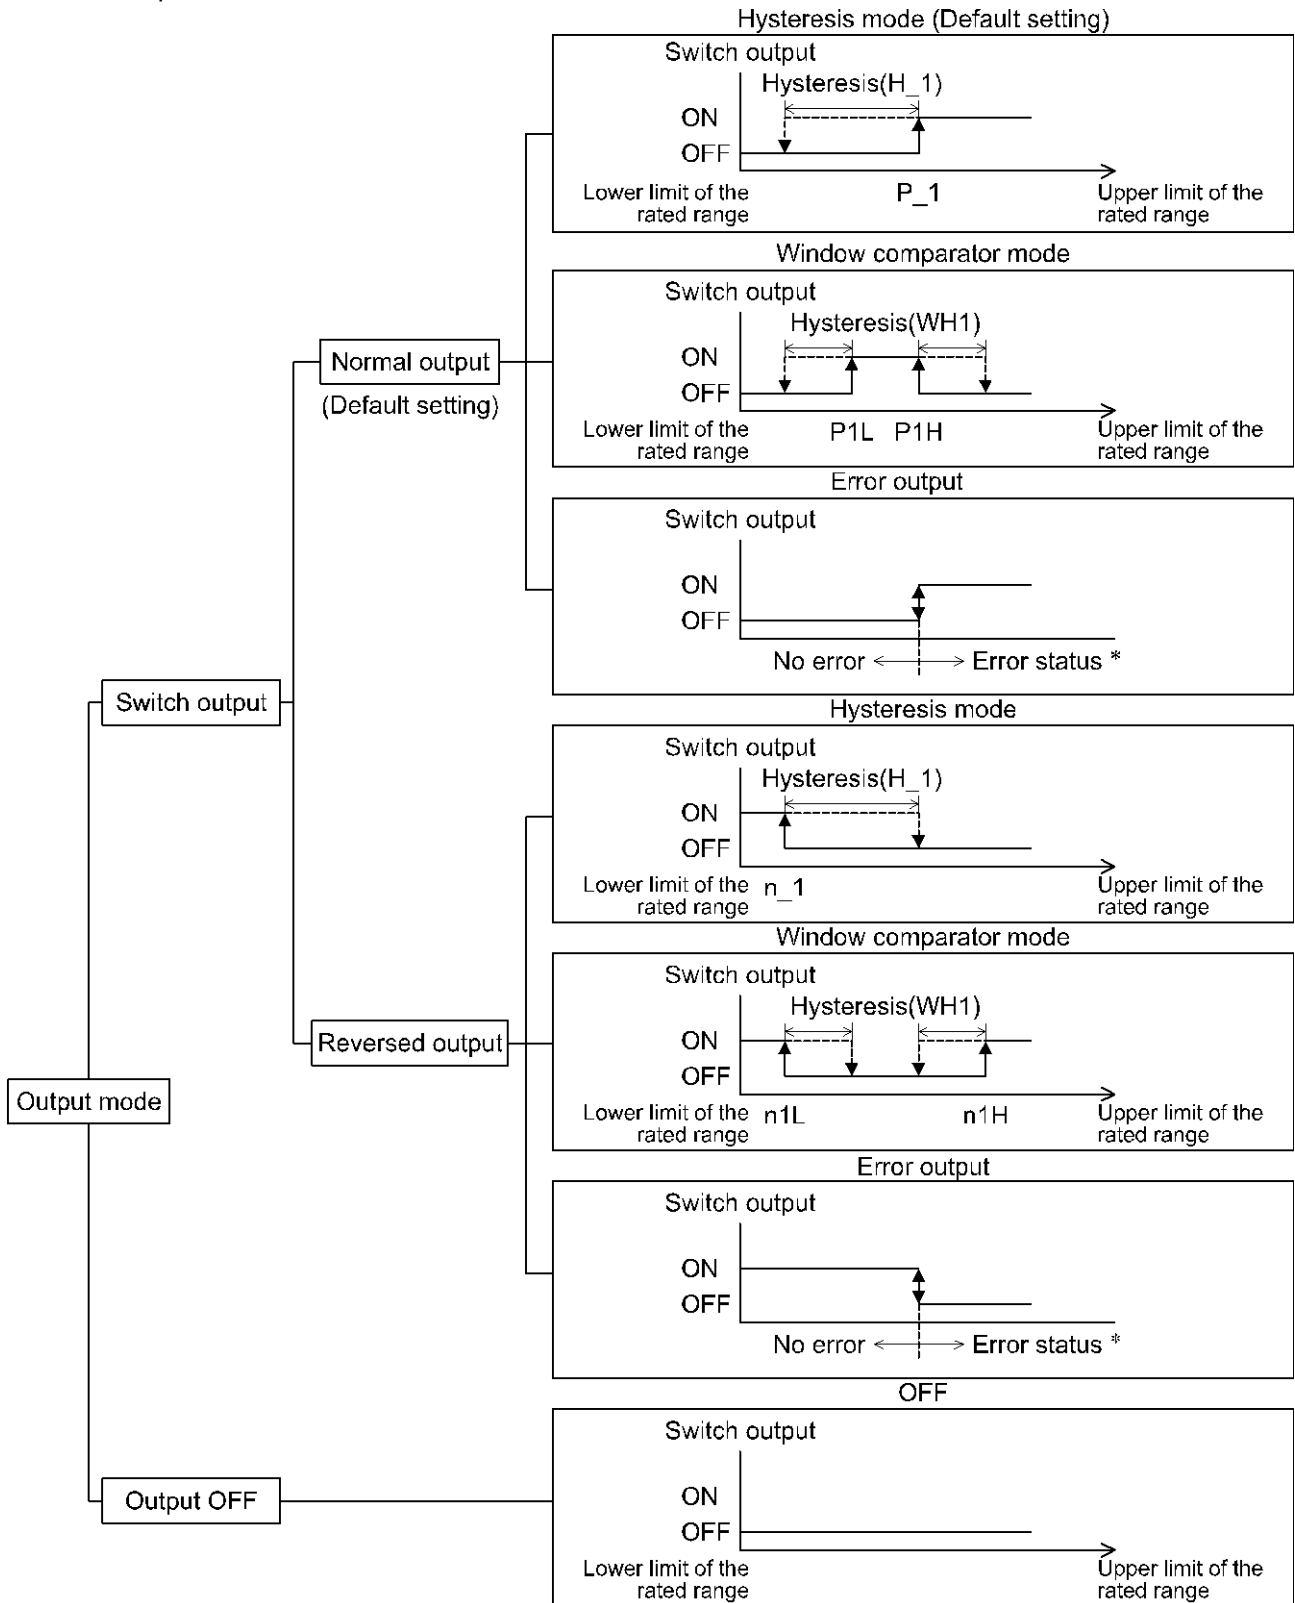 Hysteresis mode (Default setting)
Switch output
Hysteresis(H_1)
ON
OFF
Lower limit of the
rated range
P_1
Upper limit of the
rated range
Window comparator mode
Switch output
Hysteresis(WH1)
ON
OFF
Lower limit of the
rated range
P1L P1H
Upper limit of the
rated range
Normal output
(Default setting)
Error output
Switch output
ON
OFF
No error
Error status *
Switch output
Hysteresis mode
Switch output
Hysteresis(H_1)
ON
OFF
Lower limit of the
rated range
n_1
Upper limit of the
rated range
Window comparator mode
Switch output
Hysteresis(WH1)
ON
OFF
Lower limit of the
rated range
n1L n1H
Upper limit of the
rated range
Reversed output
Output mode
Error output
Switch output
ON
OFF
No error
Error status *
OFF
Switch output
ON
OFF
Lower limit of the
rated range
Upper limit of the
rated range
Output OFF